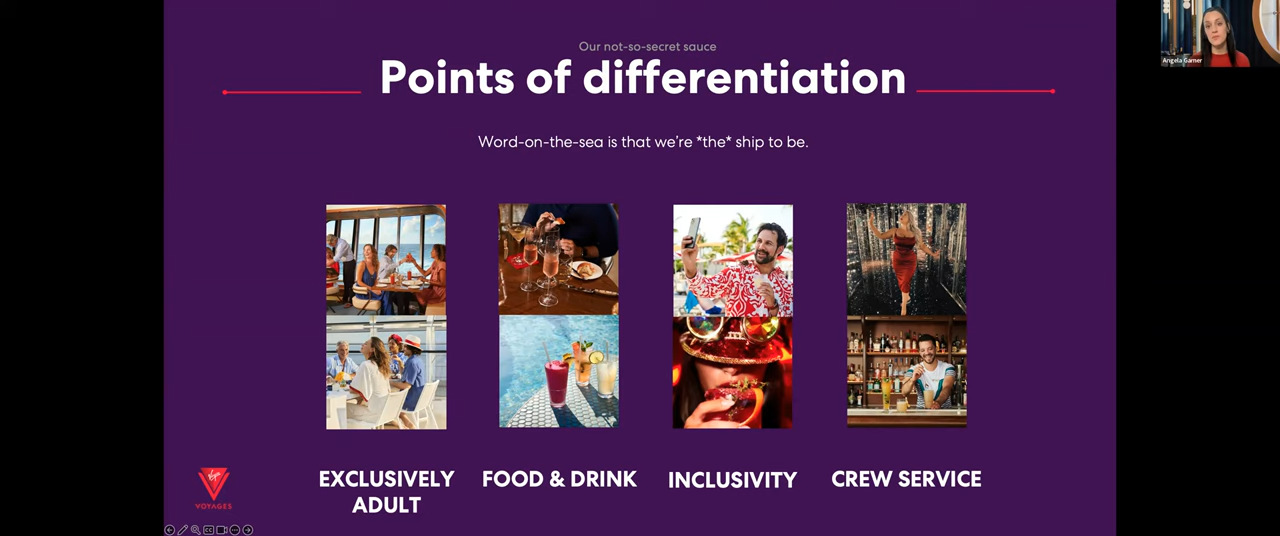 Our not-so-secret sauce
Points of differentiation
Word-on-the-sea is that we're *the* ship to be.
EXCLUSIVELY
ADULT
FOOD & DRINK
INCLUSIVITY
CREW SERVICE
Virgin
VOYAGES
Angela Garner